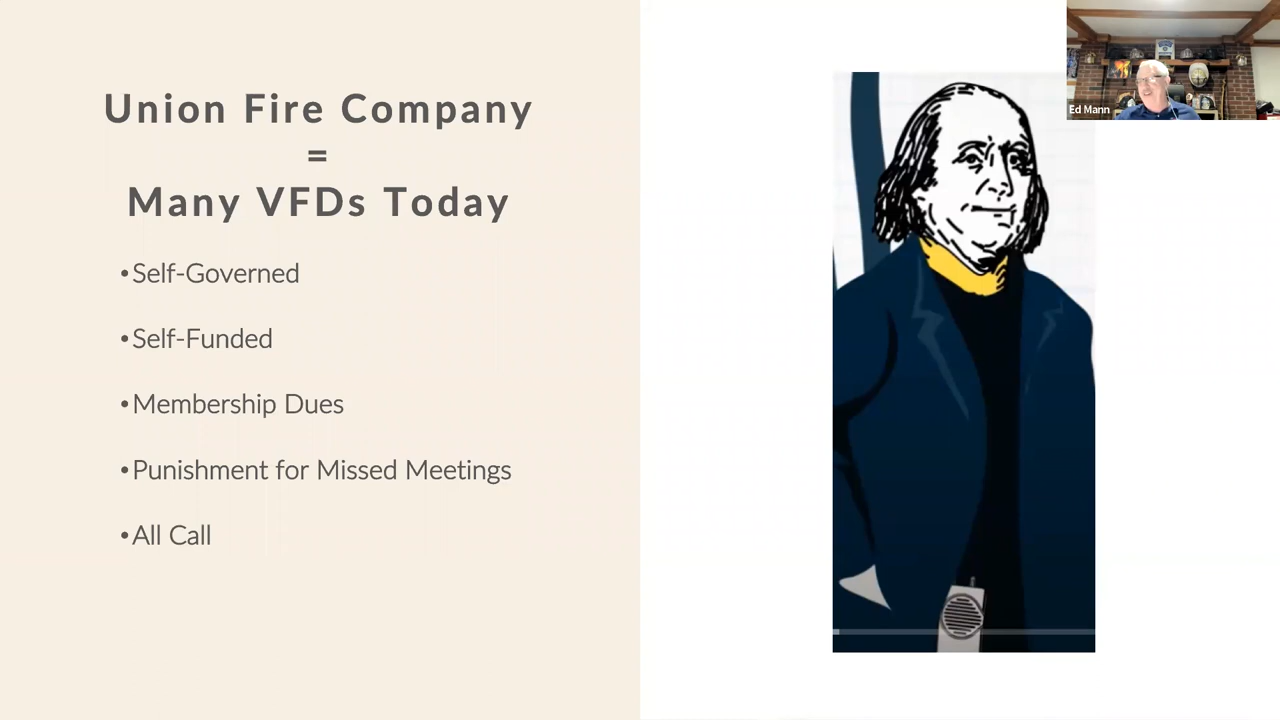 Union Fire Company
=
Many VFDs Today
•Self-Governed
•Self-Funded
•Membership Dues
•Punishment for Missed Meetings
•All Call
Ed Mann